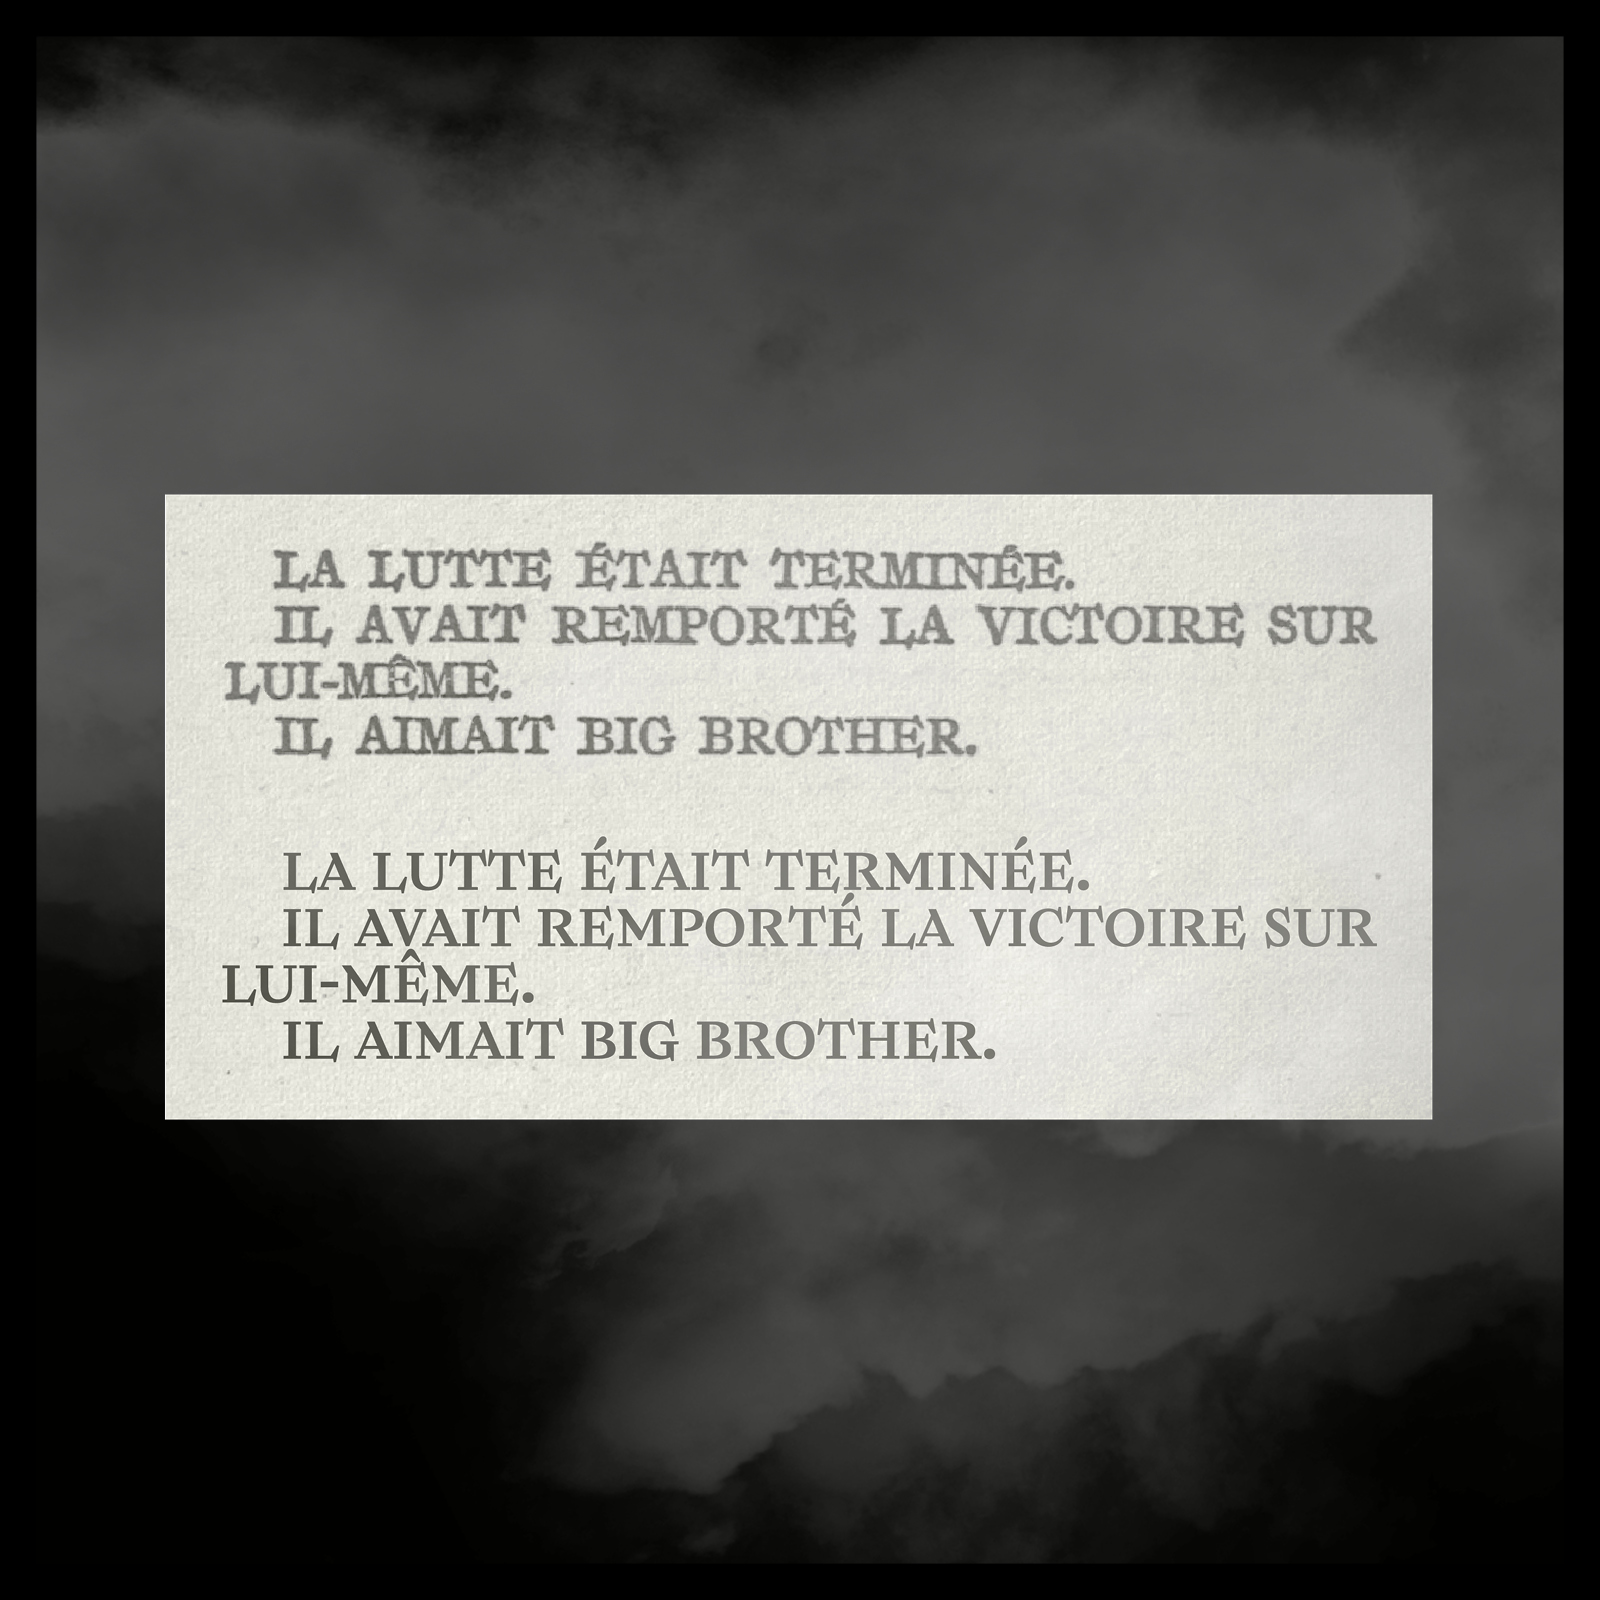 LA LUTTE ÉTAIT TERMINÉE.
IL AVAIT REMPORTÉ LA VICTOIRE SUR
LUI-MÊME.
IL AIMAIT BIG BROTHER.
LA LUTTE ÉTAIT TERMINÉE.
IL AVAIT REMPORTÉ LA VICTOIRE SUR
LUI-MÊME.
IL AIMAIT BIG BROTHER.